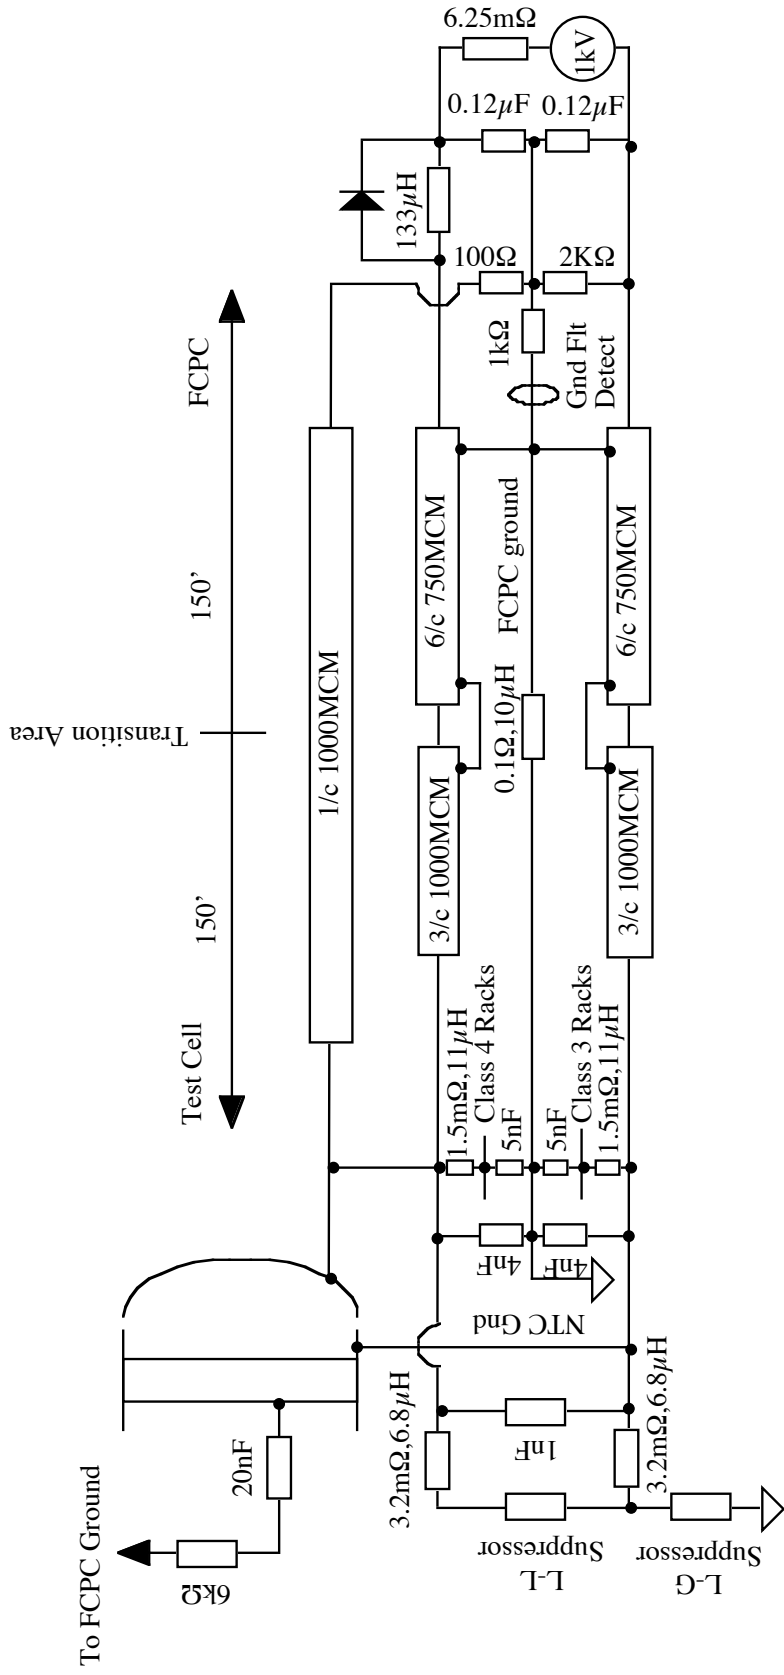 6.25mΩ
1kV
0.12µF
0.12µF
133µH
100Ω
2KΩ
1kΩ
Gnd Flt
Detect
FCPC
150’
Transition Area
150’
Test Cell
1/c 1000MCM
6/c 750MCM
FCPC ground
6/c 750MCM
0.1Ω,10µH
3/c 1000MCM
3/c 1000MCM
1.5mΩ,11µH
Class 4 Racks
5nF
5nF
Class 3 Racks
1.5mΩ,11µH
4nF
4nF
NTC Gnd
3.2mΩ,6.8µH
1nF
3.2mΩ,6.8µH
20nF
To FCPC Ground
6kΩ
L-L
Suppressor
L-G
Suppressor